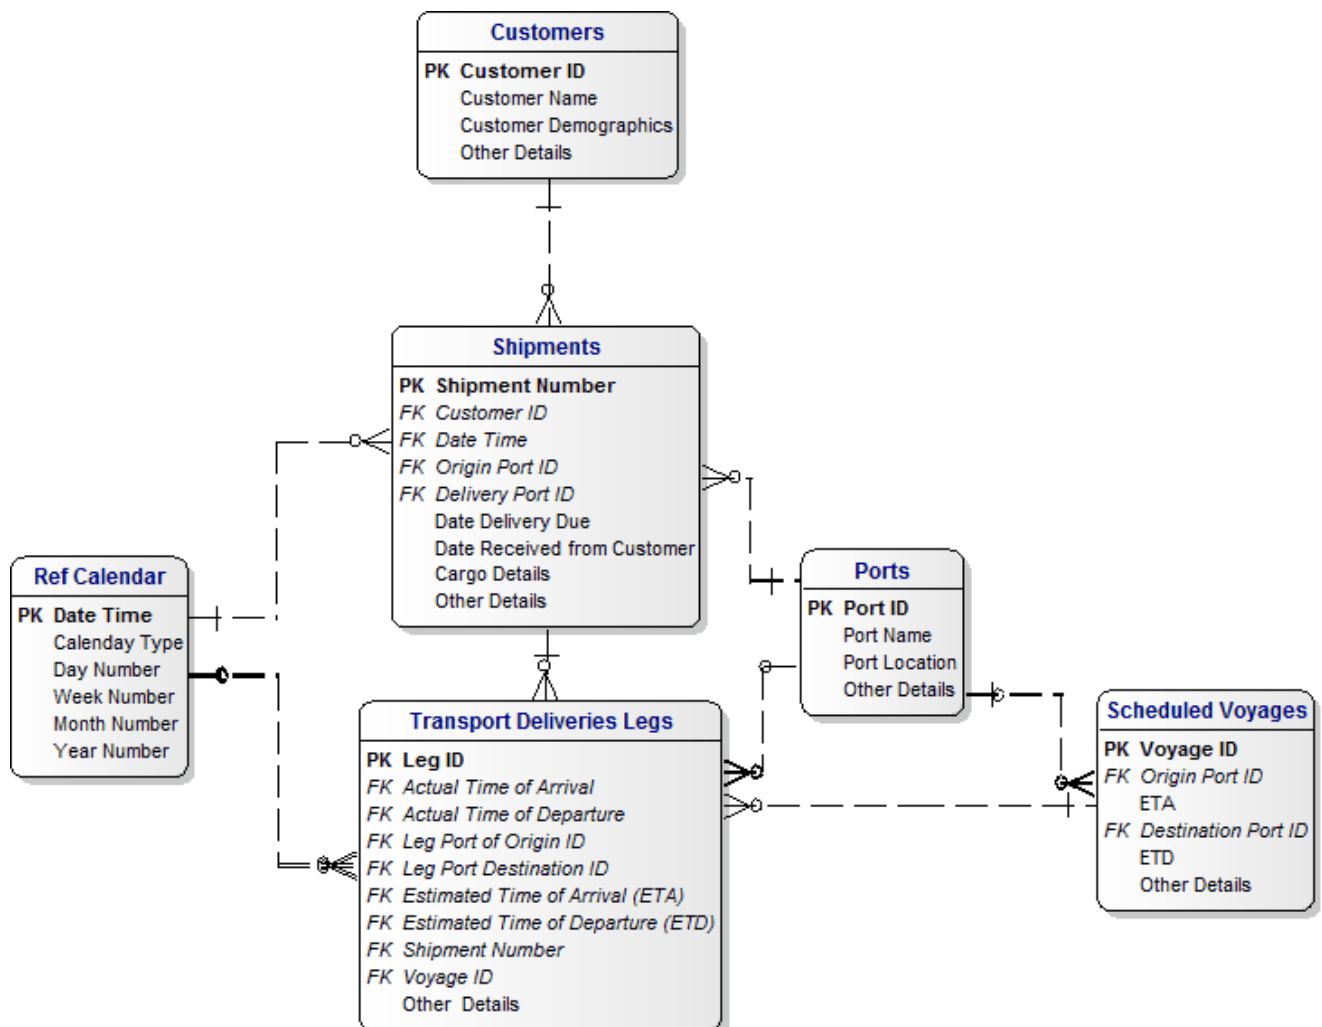 Customers
PK Customer ID
Customer Name
Customer Demographics
Other Details
Shipments
PK Shipment Number
FK Customer ID
FK Date Time
FK Origin Port ID
FK Delivery Port ID
Date Delivery Due
Date Received from Customer
Cargo Details
Other Details
Ref Calendar
PK Date Time
Calenday Type
Day Number
Week Number
Month Number
Year Number
Ports
PK Port ID
Port Name
Port Location
Other Details
Transport Deliveries Legs
PK Leg ID
FK Actual Time of Arrival
FK Actual Time of Departure
FK Leg Port of Origin ID
FK Leg Port Destination ID
FK Estimated Time of Arrival (ETA)
FK Estimated Time of Departure (ETD)
FK Shipment Number
FK Voyage ID
Other Details
Scheduled Voyages
PK Voyage ID
FK Origin Port ID
ETA
FK Destination Port ID
ETD
Other Details